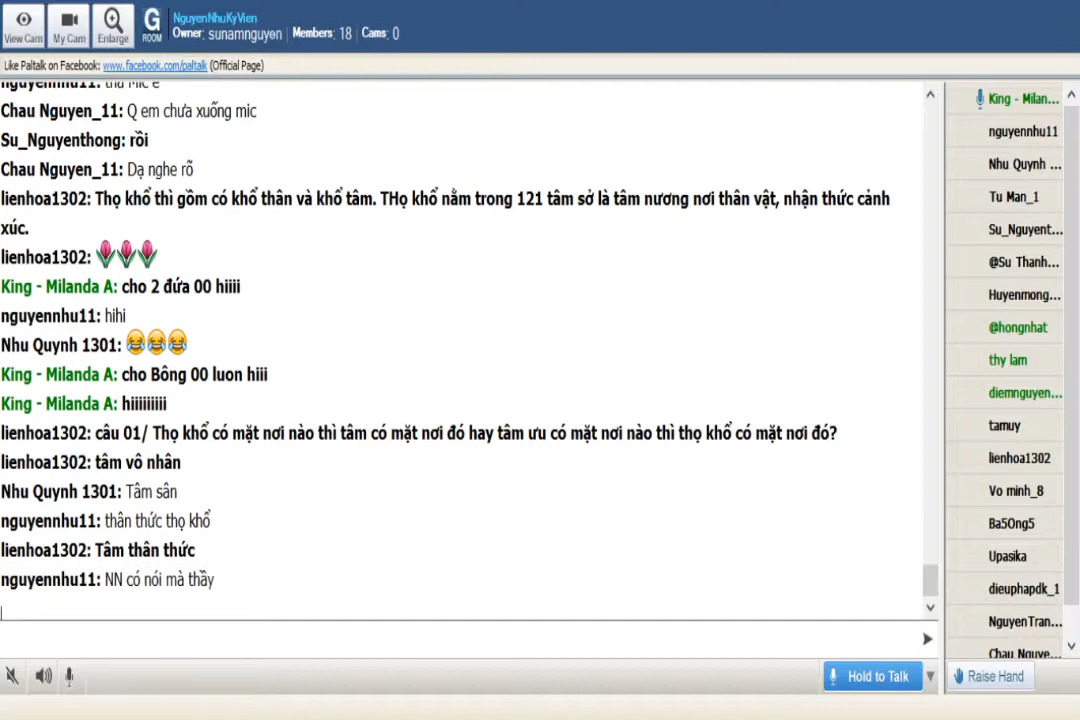 View Cam
My Cam
Enlarge
G
ROOM
NguyenNhuKyVien
Owner: sunamnguyen | Members: 18 | Cams: 0
Like Paltalk on Facebook: www.facebook.com/paltalk (Official Page)
nguyennhu11: thả Mic e
Chau Nguyen_11: Q em chưa xuống mic
Su_Nguyenthong: rồi
Chau Nguyen_11: Dạ nghe rõ
lienhoa1302: Thọ khổ thì gồm có khổ thân và khổ tâm. THọ khổ nằm trong 121 tâm sở là tâm nương nơi thân vật, nhận thức cảnh
xúc.
lienhoa1302:
King - Milanda A: cho 2 đứa 00 hiiii
nguyennhu11: hihi
Nhu Quynh 1301:
King - Milanda A: cho Bông 00 luon hiii
King - Milanda A: hiiiiiiiii
lienhoa1302: câu 01/ Thọ khổ có mặt nơi nào thì tâm có mặt nơi đó hay tâm ưu có mặt nơi nào thì thọ khổ có mặt nơi đó?
lienhoa1302: tâm vô nhân
Nhu Quynh 1301: Tâm sân
nguyennhu11: thân thức thọ khổ
lienhoa1302: Tâm thân thức
nguyennhu11: NN có nói mà thầy
King - Milan...
nguyennhu11
Nhu Quynh ...
Tu Man_1
Su_Nguyent...
@Su Thanh...
Huyenmong...
@hongnhat
thy lam
diemnguyen...
tamuy
lienhoa1302
Vo minh_8
Ba5Ong5
Upasika
dieuphapdk_1
NguyenTran...
Chau Nguye...
Hold to Talk
Raise Hand